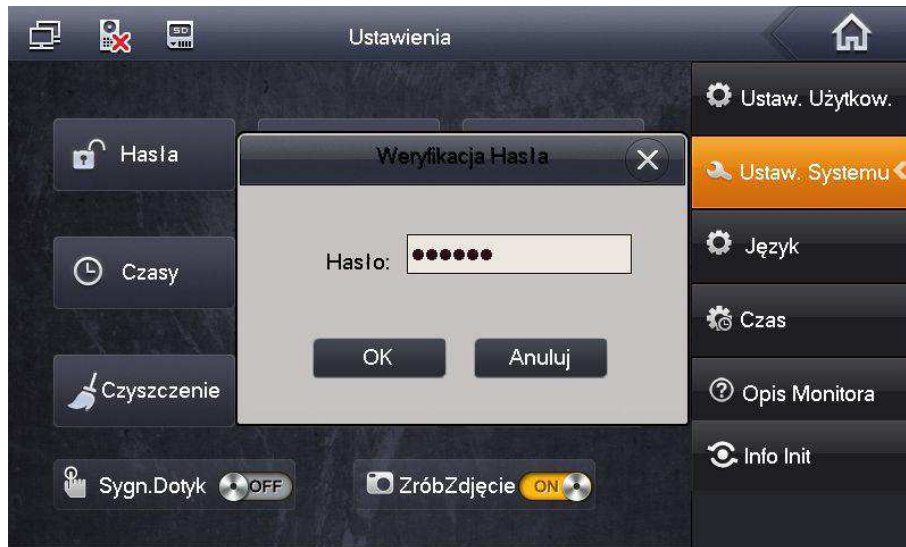 SD
Ustawienia
Ustaw. Użytkow.
Hasła
Weryfikacja Hasła
Ustaw. Systemu
Hasło: ●●●●●●
Język
Czasy
Czas
OK
Anuluj
Czyszczenie
Opis Monitora
Info Init
Sygn.Dotyk OFF
ZróbZdjęcie ON